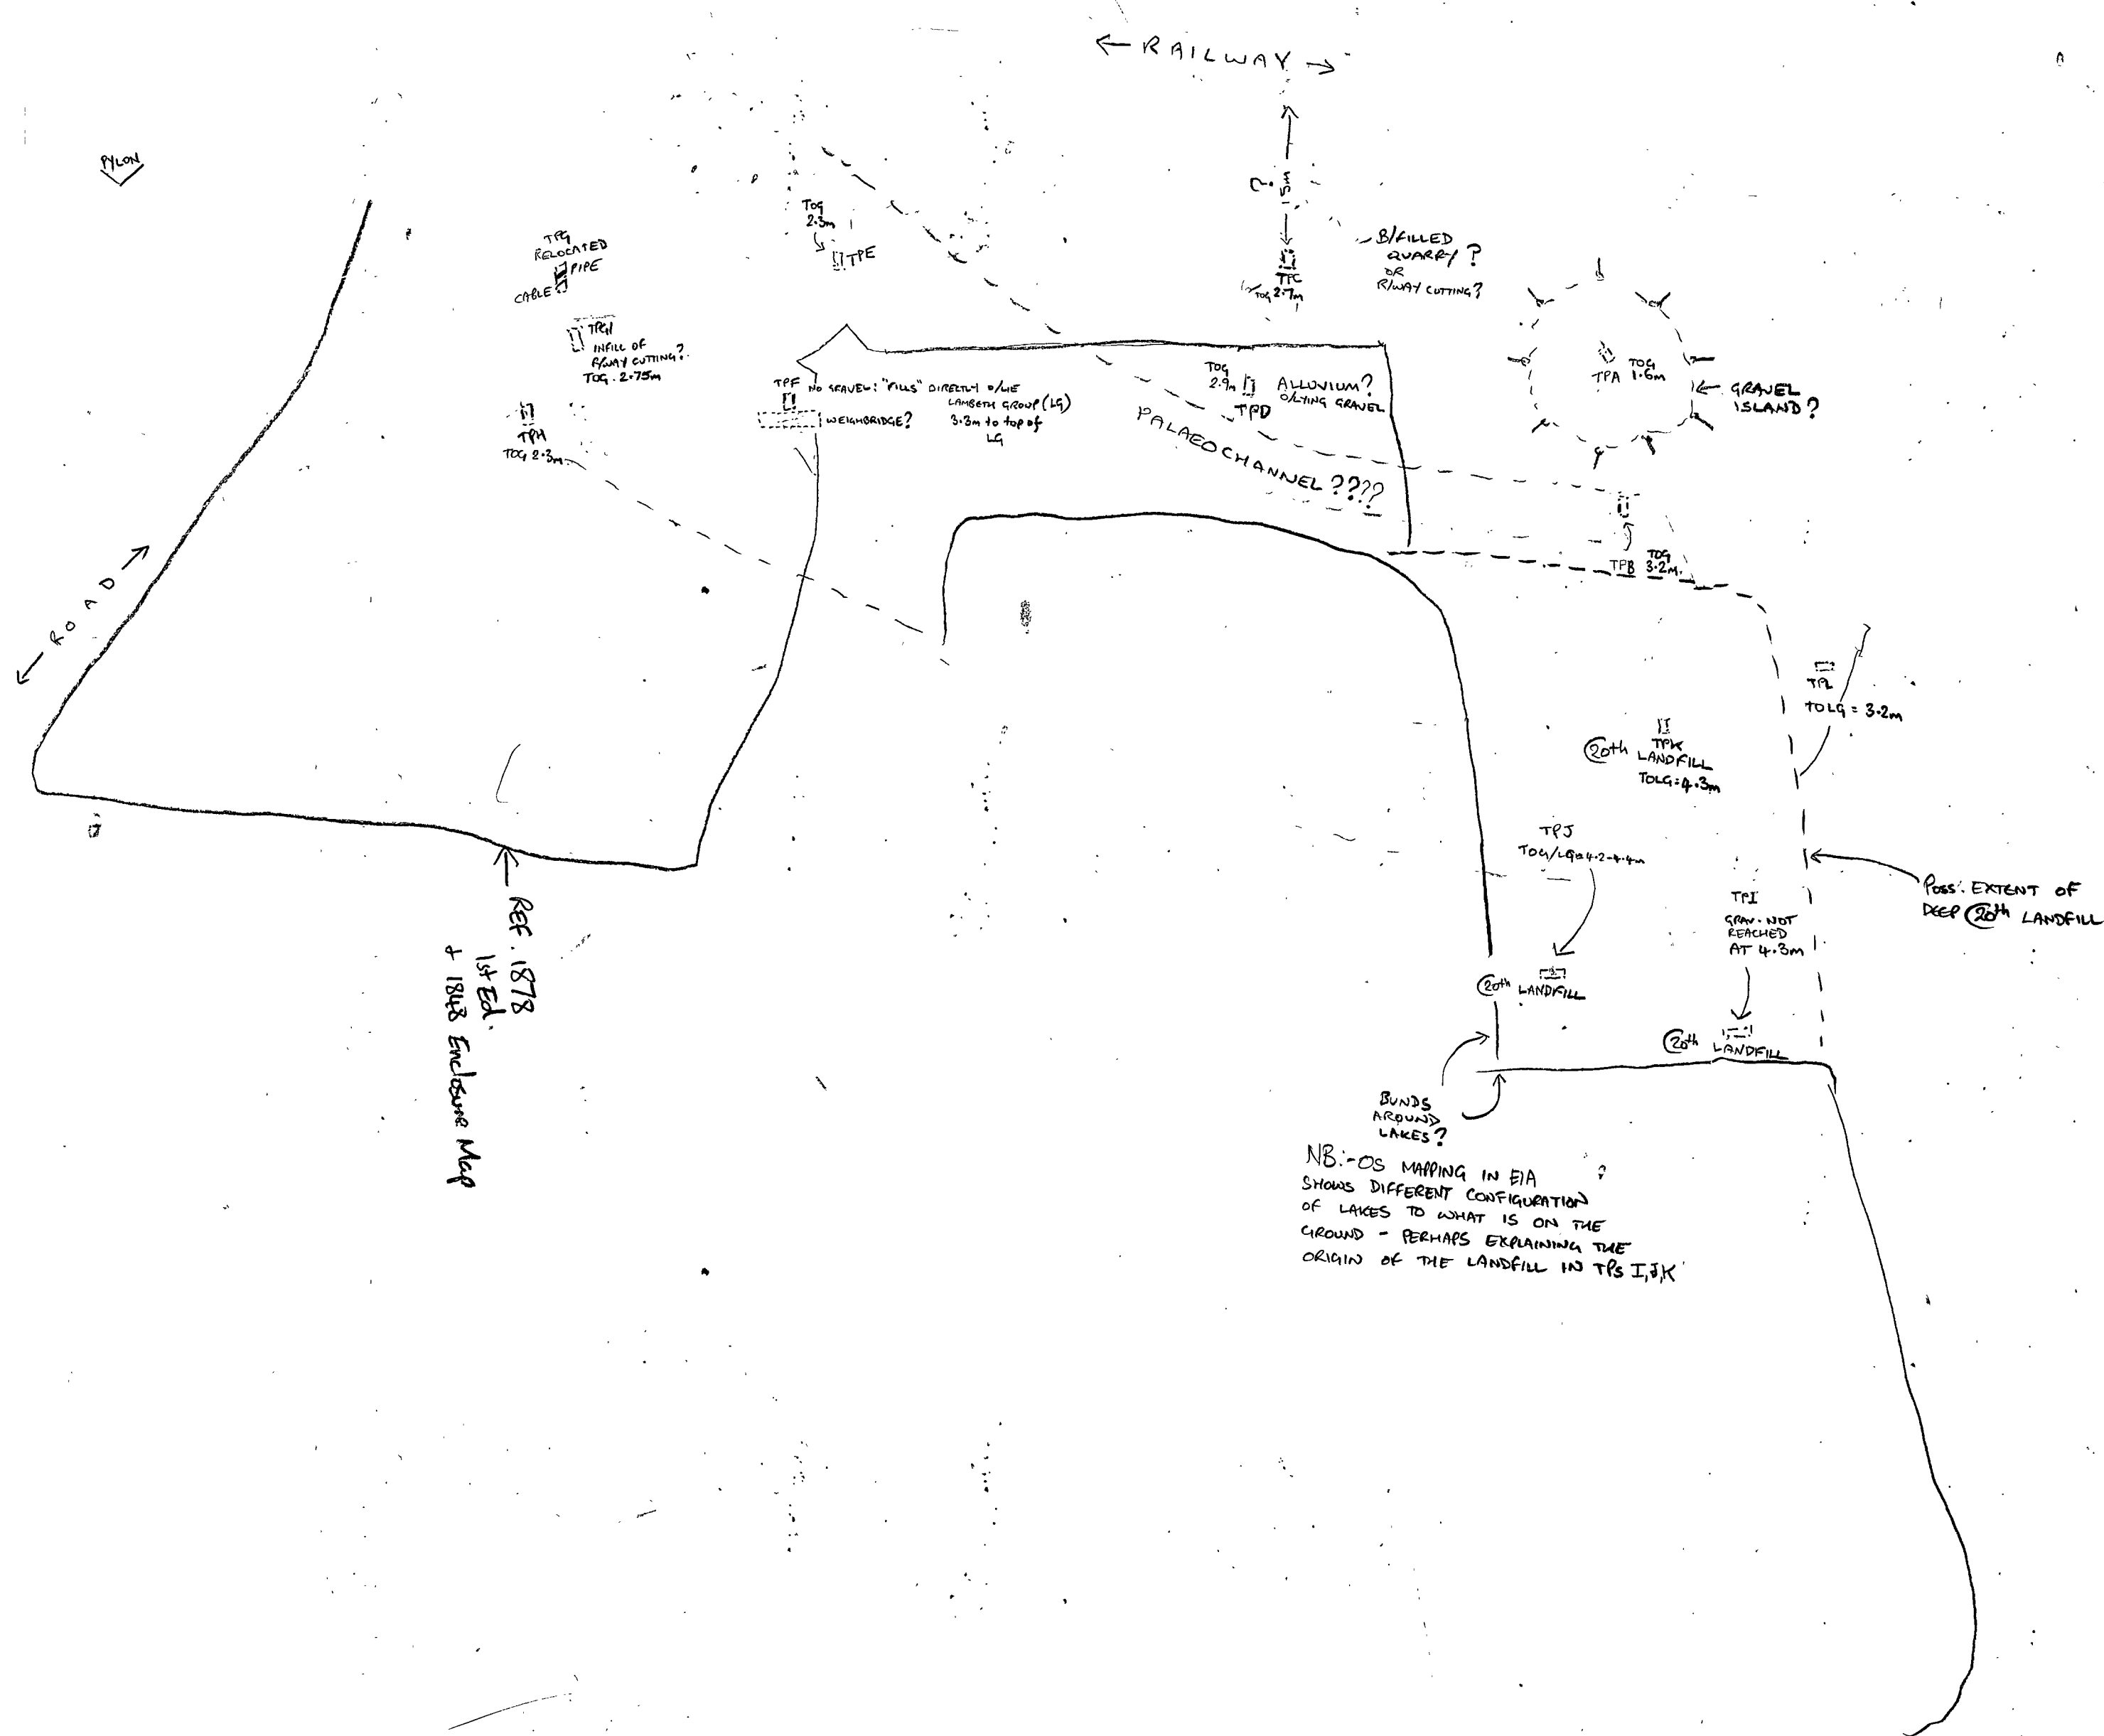 ← RAILWAY →
PYLON
? 15m
TOG
2.3m
TPE
TPG
RELOCATED
PIPE
CABLE
TPG1
INFILL OF
R/WAY CUTTING?
TOG. 2.75m
TPH
TOG 2.3m
TPC
TOG 2.7m
B/FILLED
QUARRY?
OR
R/WAY CUTTING?
TPF NO GRAVEL: "FILLS" DIRECTLY O/LIE
LAMBETH GROUP (LG)
3.3m to top of
LG
WEIGHBRIDGE?
TOG
2.9m
TPD
ALLUVIUM?
O/LYING GRAVEL
TOG
TPA 1.6m
GRAVEL
ISLAND?
PALAEOCHANNEL????
TPB
TOG
3.2m.
← ROAD →
TPL
TOLG = 3.2m
C20th
TPK
LANDFILL
TOLG=4.3m
TPJ
TOG/LG=4.2-4.4m
C20th LANDFILL
TPI
GRAV. NOT
REACHED
AT 4.3m
C20th LANDFILL
POSS. EXTENT OF
DEEP C20th LANDFILL
← REF. 1878
1st Ed.
+ 1848 Enclosure Map
BUNDS
AROUND
LAKES?
NB:- OS MAPPING IN EIA
SHOWS DIFFERENT CONFIGURATION
OF LAKES TO WHAT IS ON THE
GROUND - PERHAPS EXPLAINING THE
ORIGIN OF THE LANDFILL IN TPs I,J,K